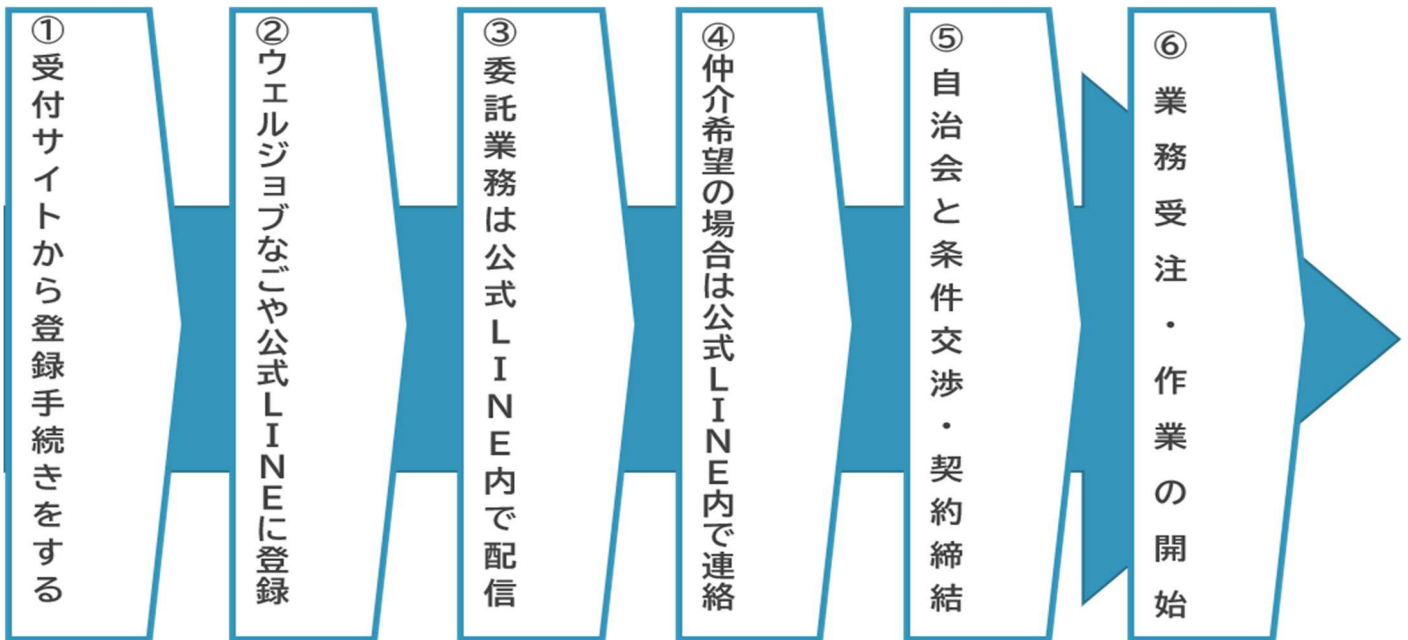 ①受付サイトから登録手続きをする
②ウェルジョブなごや公式LINEに登録
③委託業務は公式LINE内で配信
④仲介希望の場合は公式LINE内で連絡
⑤自治会と条件交渉・契約締結
⑥業務受注・作業の開始